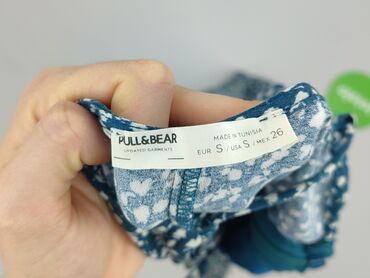 PULL&BEAR
UPDATED GARMENTS
MADE IN TUNISIA
EUR S / USA S / MEX 26